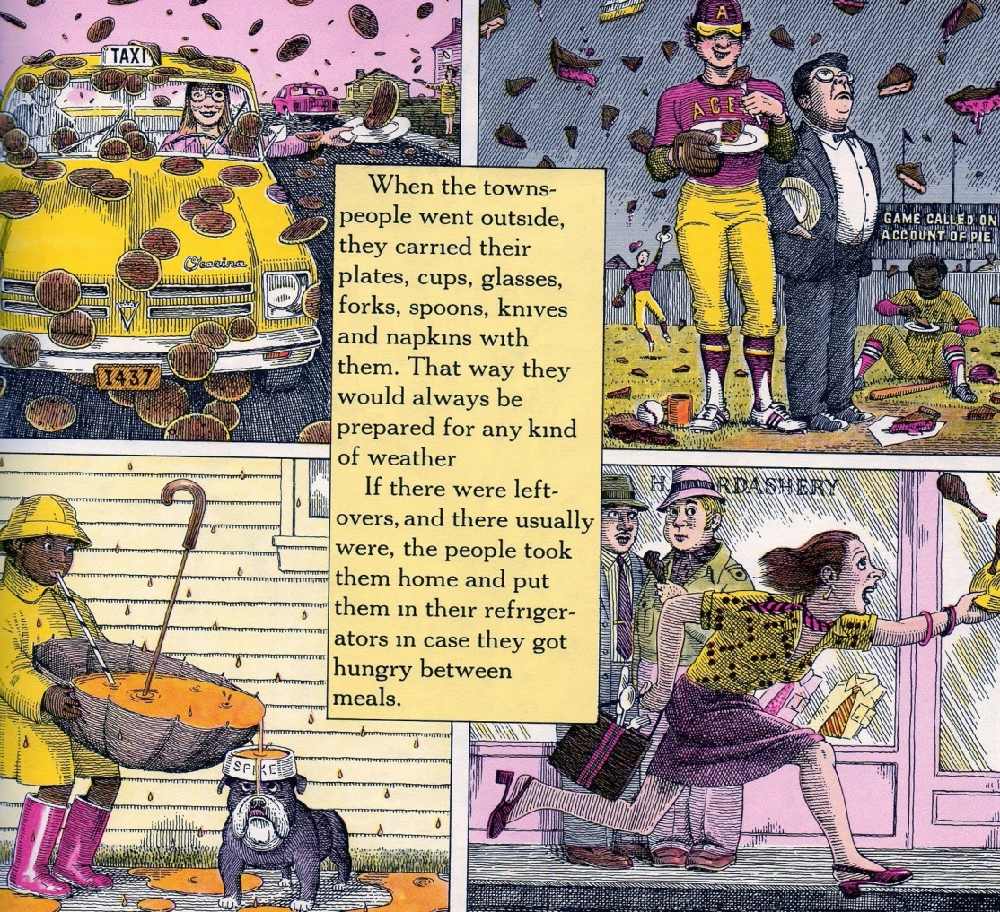 TAXI
Ocarina
1437
A
ACES
GAME CALLED ON
ACCOUNT OF PIE
When the towns-
people went outside,
they carried their
plates, cups, glasses,
forks, spoons, knives
and napkins with
them. That way they
would always be
prepared for any kind
of weather
If there were left-
overs, and there usually
were, the people took
them home and put
them in their refriger-
ators in case they got
hungry between
meals.
SPIKE
H RDASHERY